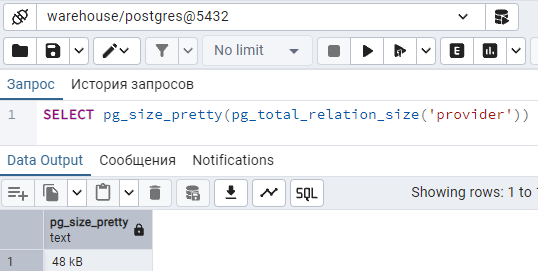 warehouse/postgres@5432
No limit
E
Запрос История запросов
1 SELECT pg_size_pretty(pg_total_relation_size('provider'))
Data Output Сообщения Notifications
SQL Showing rows: 1 to 1
pg_size_pretty
text
1 48 kB